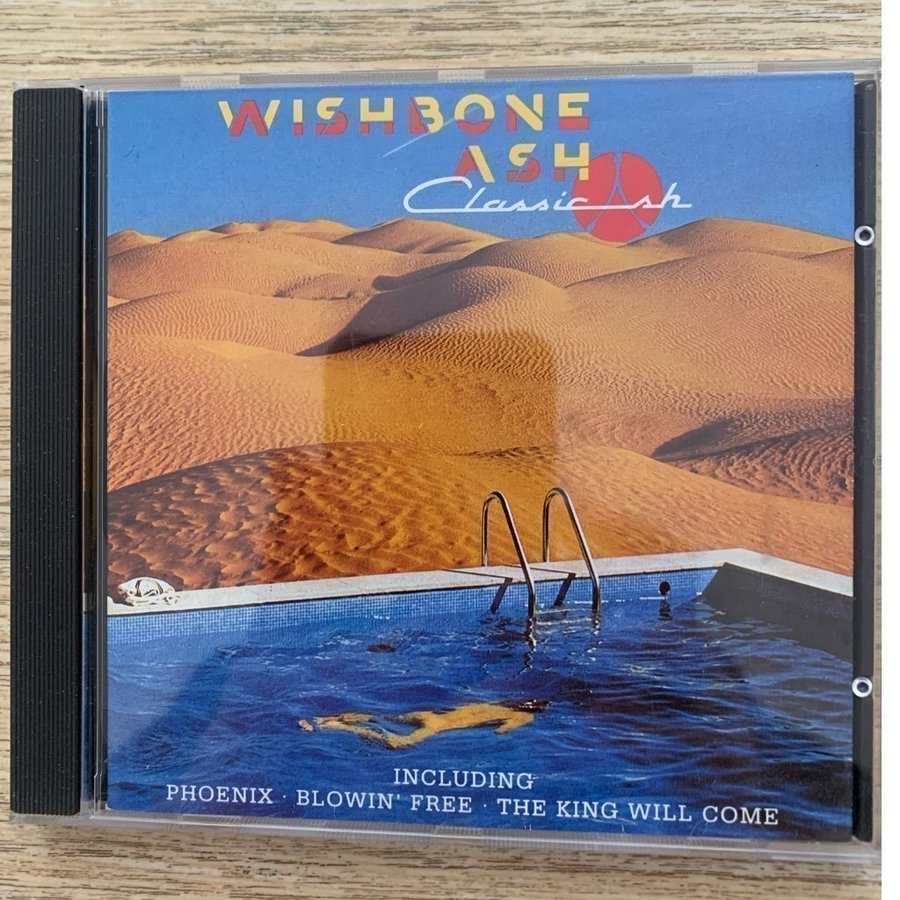 WISHBONE
ASH
Classic Ash
INCLUDING
PHOENIX · BLOWIN' FREE · THE KING WILL COME